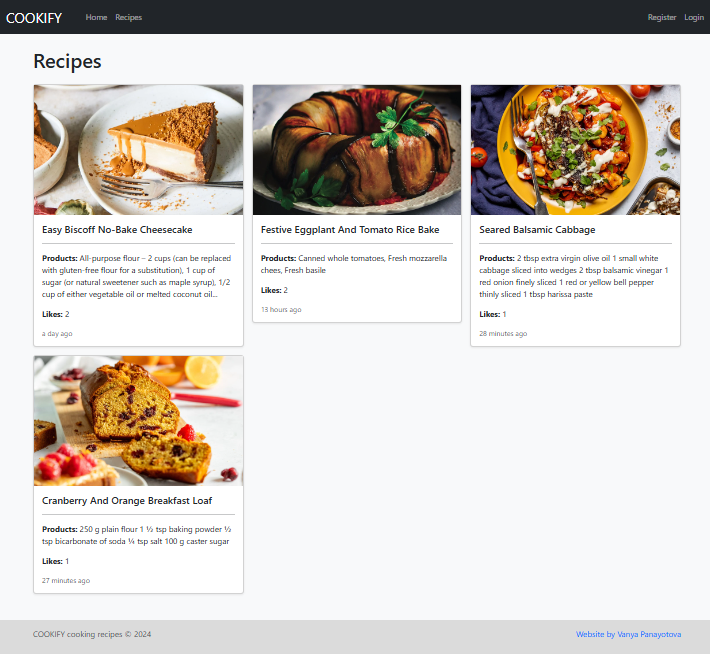 COOKIFY Home Recipes Register Login
Recipes
Easy Biscoff No-Bake Cheesecake
Products: All-purpose flour – 2 cups (can be replaced
with gluten-free flour for a substitution), 1 cup of
sugar (or natural sweetener such as maple syrup), 1/2
cup of either vegetable oil or melted coconut oil...
Likes: 2
a day ago
Festive Eggplant And Tomato Rice Bake
Products: Canned whole tomatoes, Fresh mozzarella
chees, Fresh basile
Likes: 2
13 hours ago
Seared Balsamic Cabbage
Products: 2 tbsp extra virgin olive oil 1 small white
cabbage sliced into wedges 2 tbsp balsamic vinegar 1
red onion finely sliced 1 red or yellow bell pepper
thinly sliced 1 tbsp harissa paste
Likes: 1
28 minutes ago
Cranberry And Orange Breakfast Loaf
Products: 250 g plain flour 1 ½ tsp baking powder ½
tsp bicarbonate of soda ¼ tsp salt 100 g caster sugar
Likes: 1
27 minutes ago
COOKIFY cooking recipes © 2024 Website by Vanya Panayotova